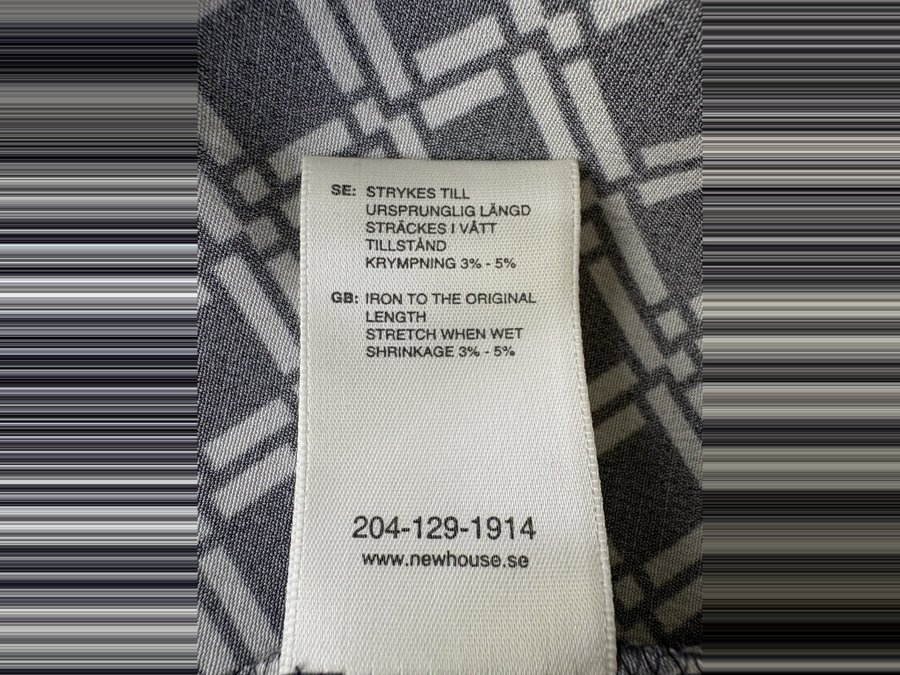 SE: STRYKES TILL
URSPRUNGLIG LÄNGD
STRÄCKES I VÅTT
TILLSTÅND
KRYMPNING 3% - 5%
GB: IRON TO THE ORIGINAL
LENGTH
STRETCH WHEN WET
SHRINKAGE 3% - 5%
204-129-1914
www.newhouse.se